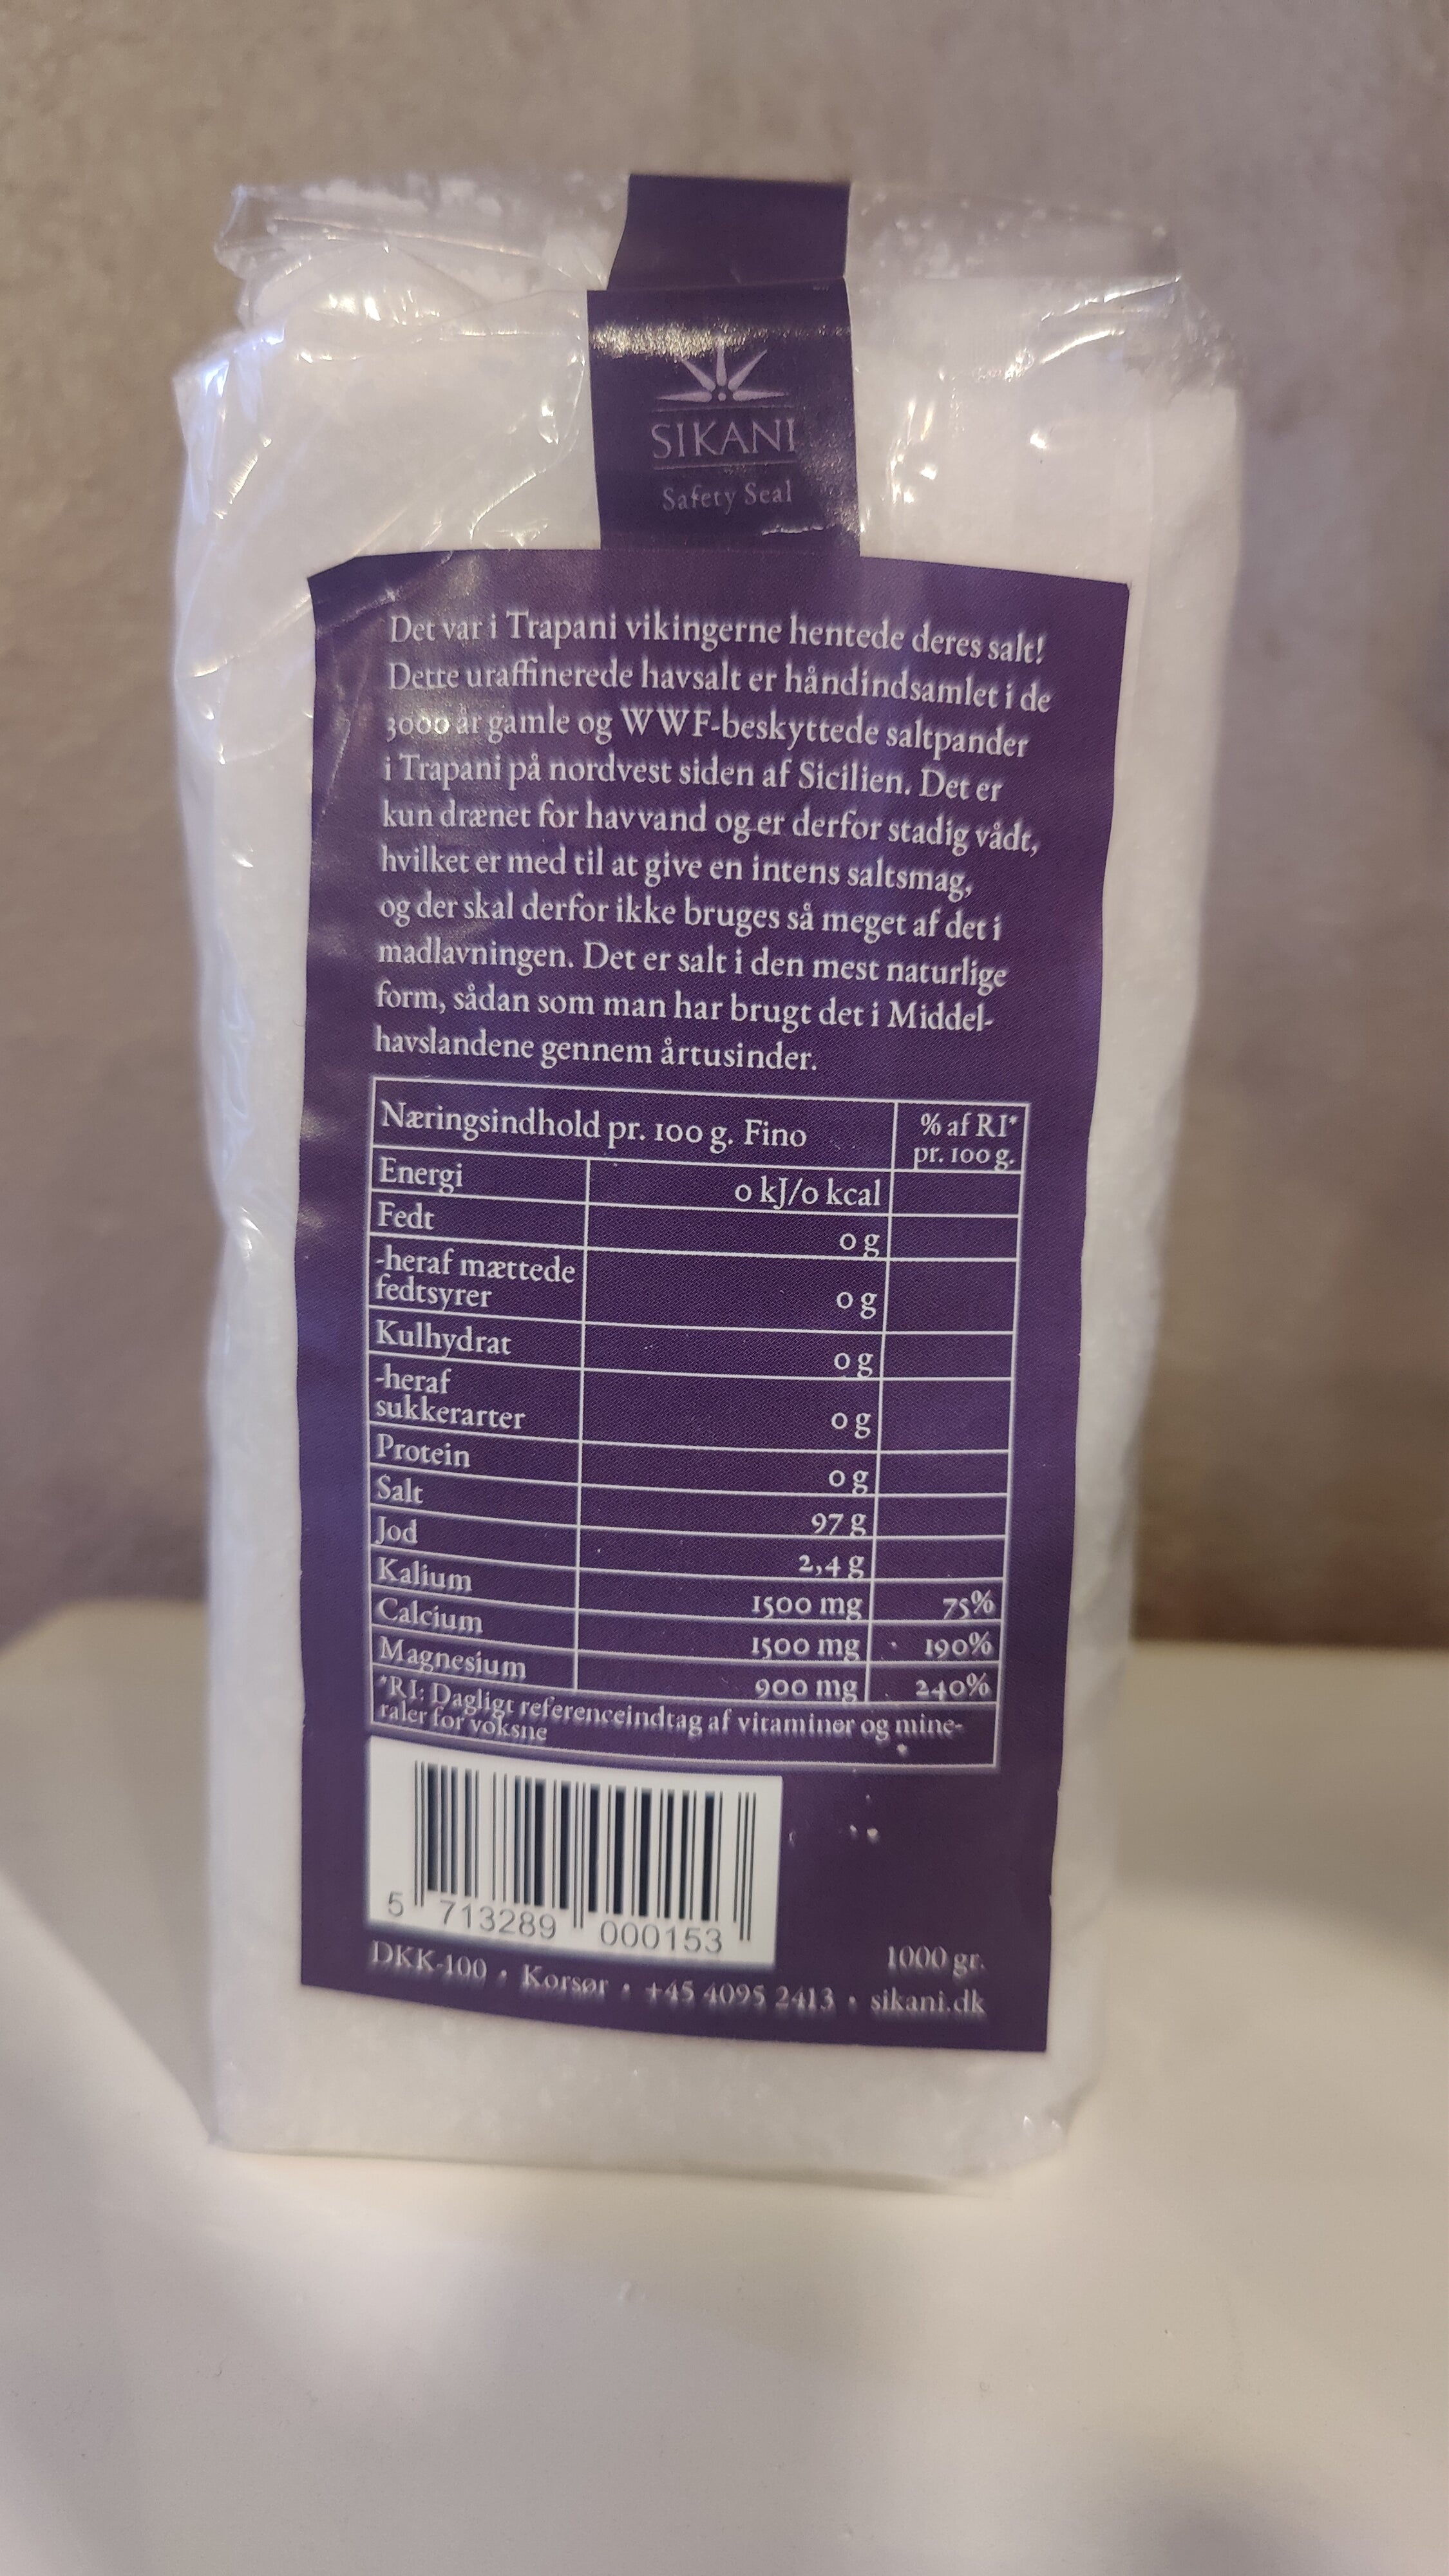 SIKANI
Safety Seal
Det var i Trapani vikingerne hentede deres salt!
Dette uraffinerede havsalt er håndindsamlet i de
3000 år gamle og WWF-beskyttede saltpander
i Trapani på nordvest siden af Sicilien. Det er
kun drænet for havvand og er derfor stadig vådt,
hvilket er med til at give en intens saltsmag,
og der skal derfor ikke bruges så meget af det i
madlavningen. Det er salt i den mest naturlige
form, sådan som man har brugt det i Middel-
havslandene gennem årtusinder.
Næringsindhold pr. 100 g. Fino % af RI*
pr. 100 g.
Energi 0 kJ/0 kcal
Fedt 0 g
-heraf mættede
fedtsyrer 0 g
Kulhydrat 0 g
-heraf
sukkerarter 0 g
Protein 0 g
Salt 97 g
Jod 2,4 g
Kalium 1500 mg 75%
Calcium 1500 mg 190%
Magnesium 900 mg 240%
*RI: Dagligt referenceindtag af vitaminer og mine-
raler for voksne
5 713289 000153
1000 gr.
DKK-100 • Korsør • +45 4095 2413 • sikani.dk